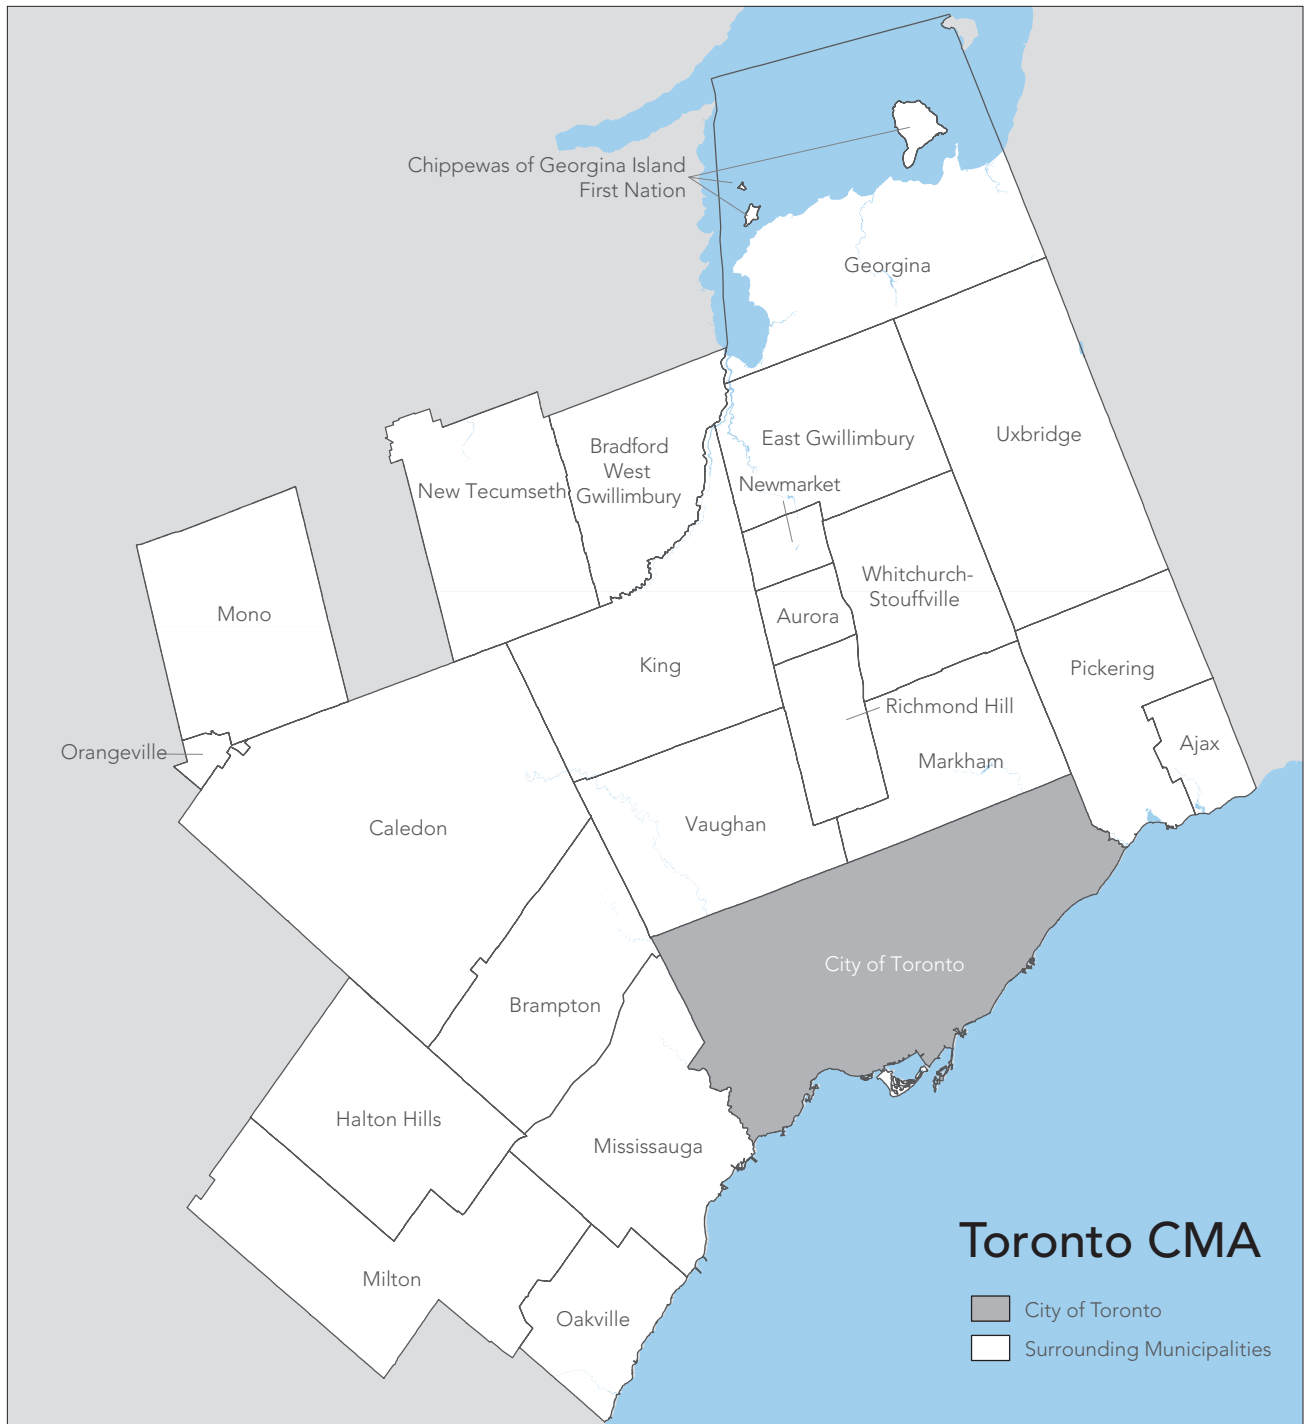 Chippewas of Georgina Island
First Nation
Georgina
East Gwillimbury
Uxbridge
Bradford
West
Gwillimbury
New Tecumseth
Newmarket
Whitchurch-
Stouffville
Mono
Aurora
King
Pickering
Richmond Hill
Orangeville
Markham
Ajax
Caledon
Vaughan
City of Toronto
Brampton
Halton Hills
Mississauga
Milton
Oakville
Toronto CMA
City of Toronto
Surrounding Municipalities